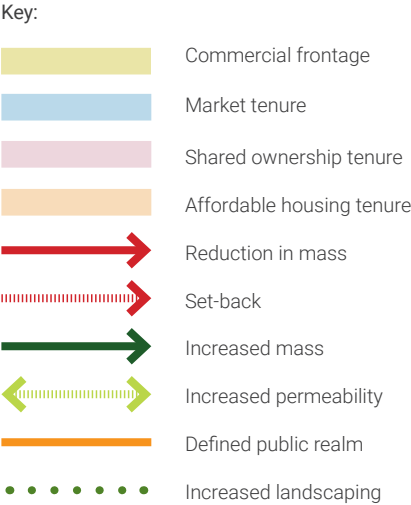 Key:
Commercial frontage
Market tenure
Shared ownership tenure
Affordable housing tenure
Reduction in mass
Set-back
Increased mass
Increased permeability
Defined public realm
Increased landscaping